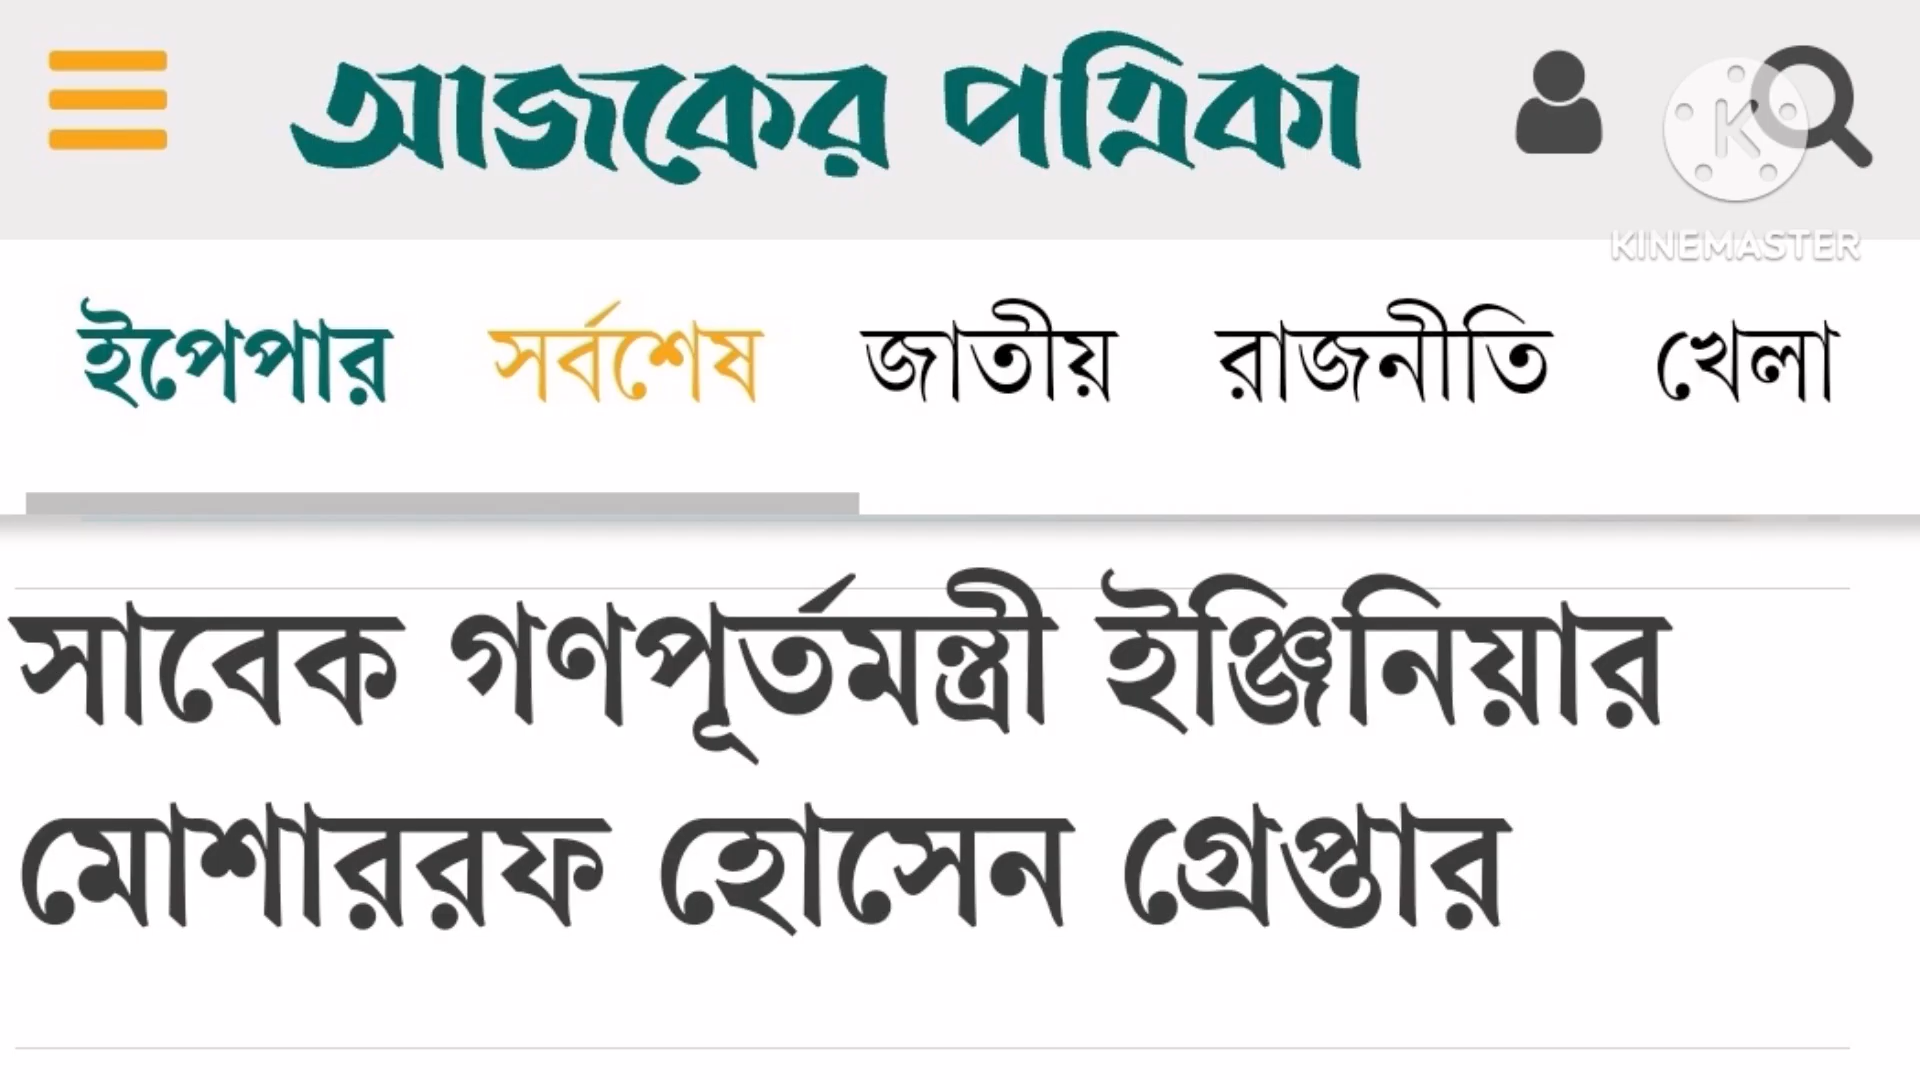 আজকের পত্রিকা
KINEMASTER
ইপেপার সর্বশেষ জাতীয় রাজনীতি খেলা
সাবেক গণপূর্তমন্ত্রী ইঞ্জিনিয়ার
মোশাররফ হোসেন গ্রেপ্তার